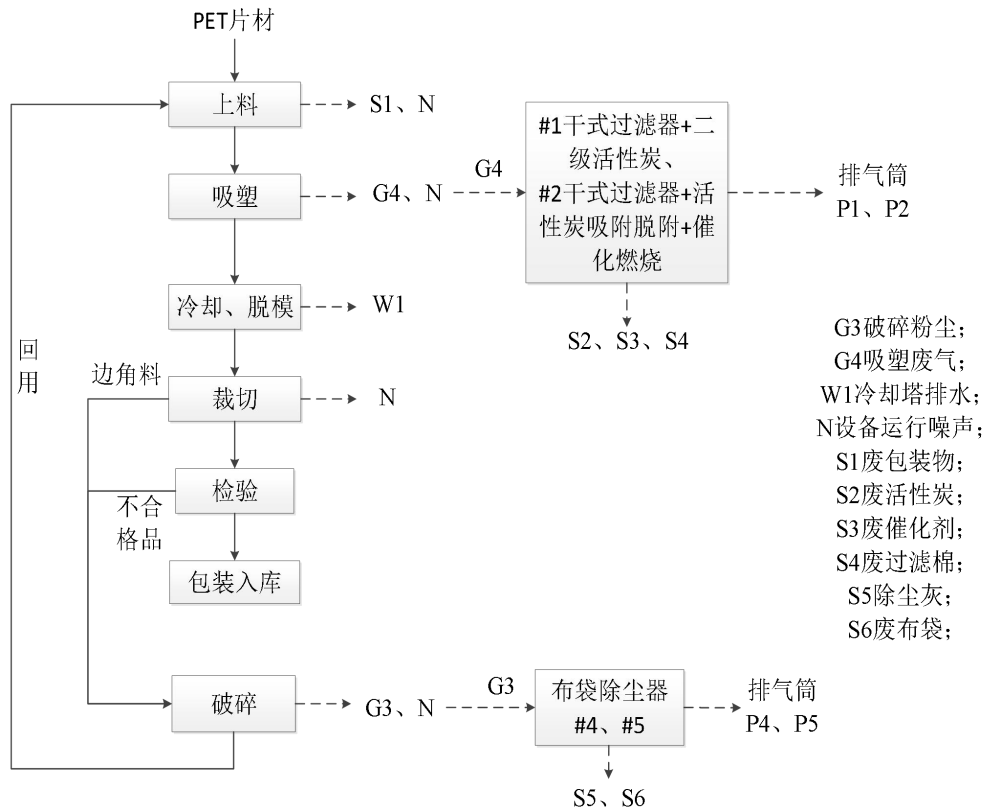 PET片材
上料
S1、N
#1干式过滤器+二
级活性炭、
#2干式过滤器+活
性炭吸附脱附+催
化燃烧
吸塑
G4、N
G4
排气筒
P1、P2
冷却、脱模
W1
S2、S3、S4
回
用
边角料
裁切
N
检验
不合
格品
包装入库
G3破碎粉尘;
G4吸塑废气;
W1冷却塔排水;
N设备运行噪声;
S1废包装物;
S2废活性炭;
S3废催化剂;
S4废过滤棉;
S5除尘灰;
S6废布袋;
破碎
G3、N
G3
布袋除尘器
#4、#5
排气筒
P4、P5
S5、S6